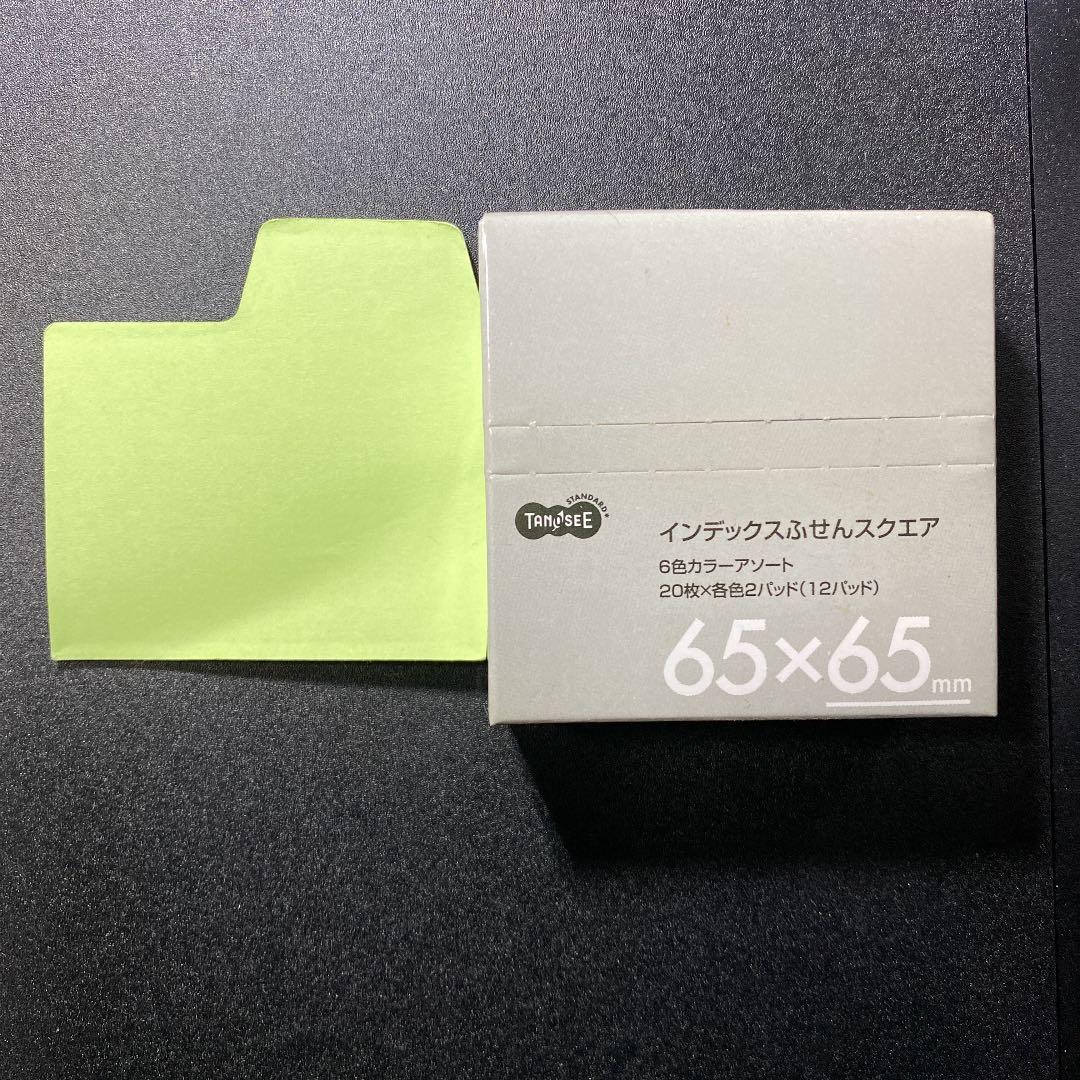 STANDARD+
TANOSEE
インデックスふせんスクエア
6色カラーアソート
20枚×各色2パッド(12パッド)
65×65mm